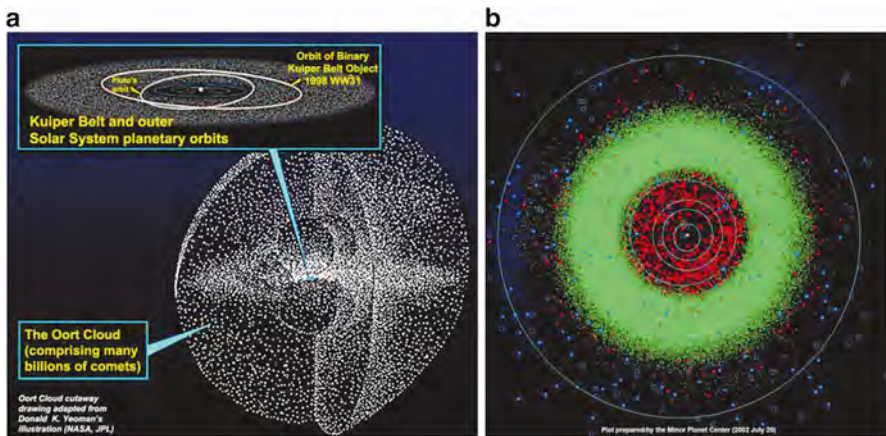 a
Pluto's
orbit
Orbit of Binary
Kuiper Belt Object
1998 WW31
Kuiper Belt and outer
Solar System planetary orbits
The Oort Cloud
(comprising many
billions of comets)
Oort Cloud cutaway
drawing adapted from
Donald K. Yeoman's
illustration (NASA, JPL)
b
Plot prepared by the Minor Planet Center (2002 July 20)